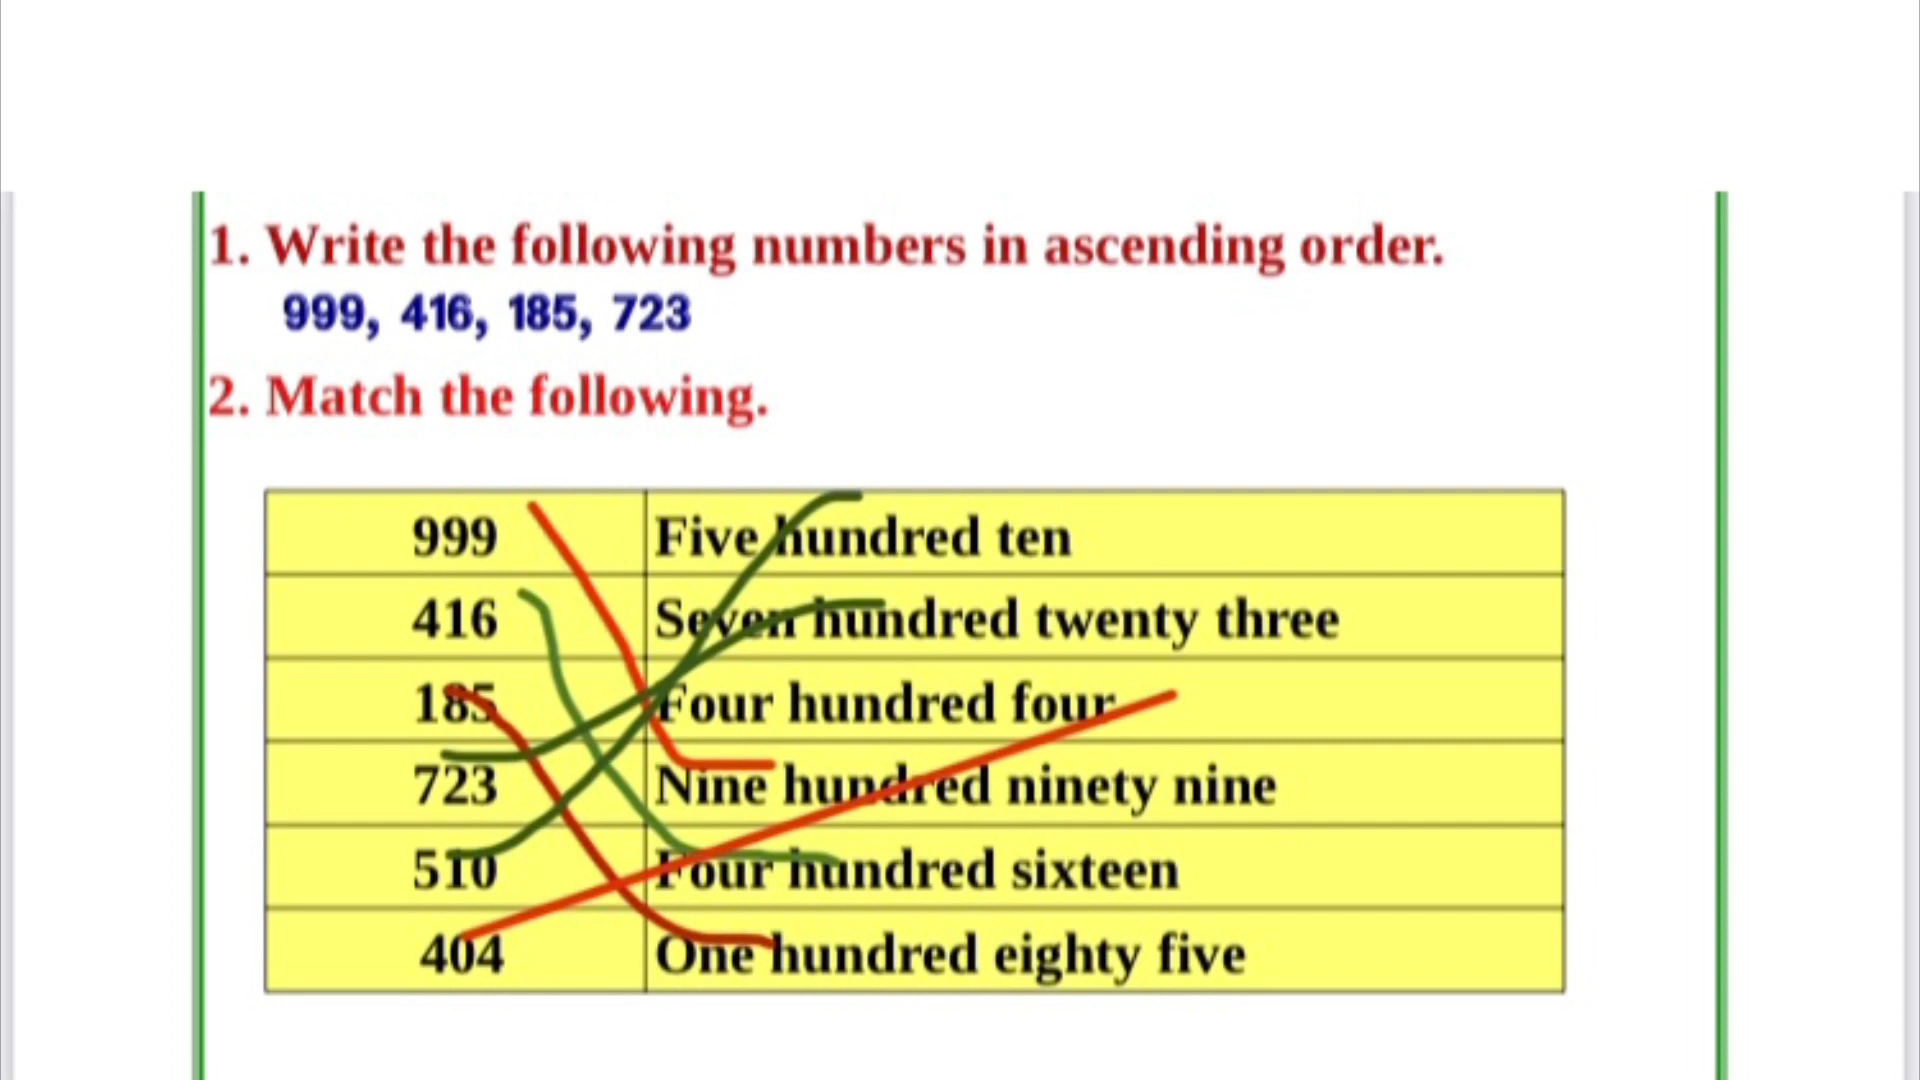 1. Write the following numbers in ascending order.
999, 416, 185, 723
2. Match the following.
999 Five hundred ten
416 Seven hundred twenty three
185 Four hundred four
723 Nine hundred ninety nine
510 Four hundred sixteen
404 One hundred eighty five